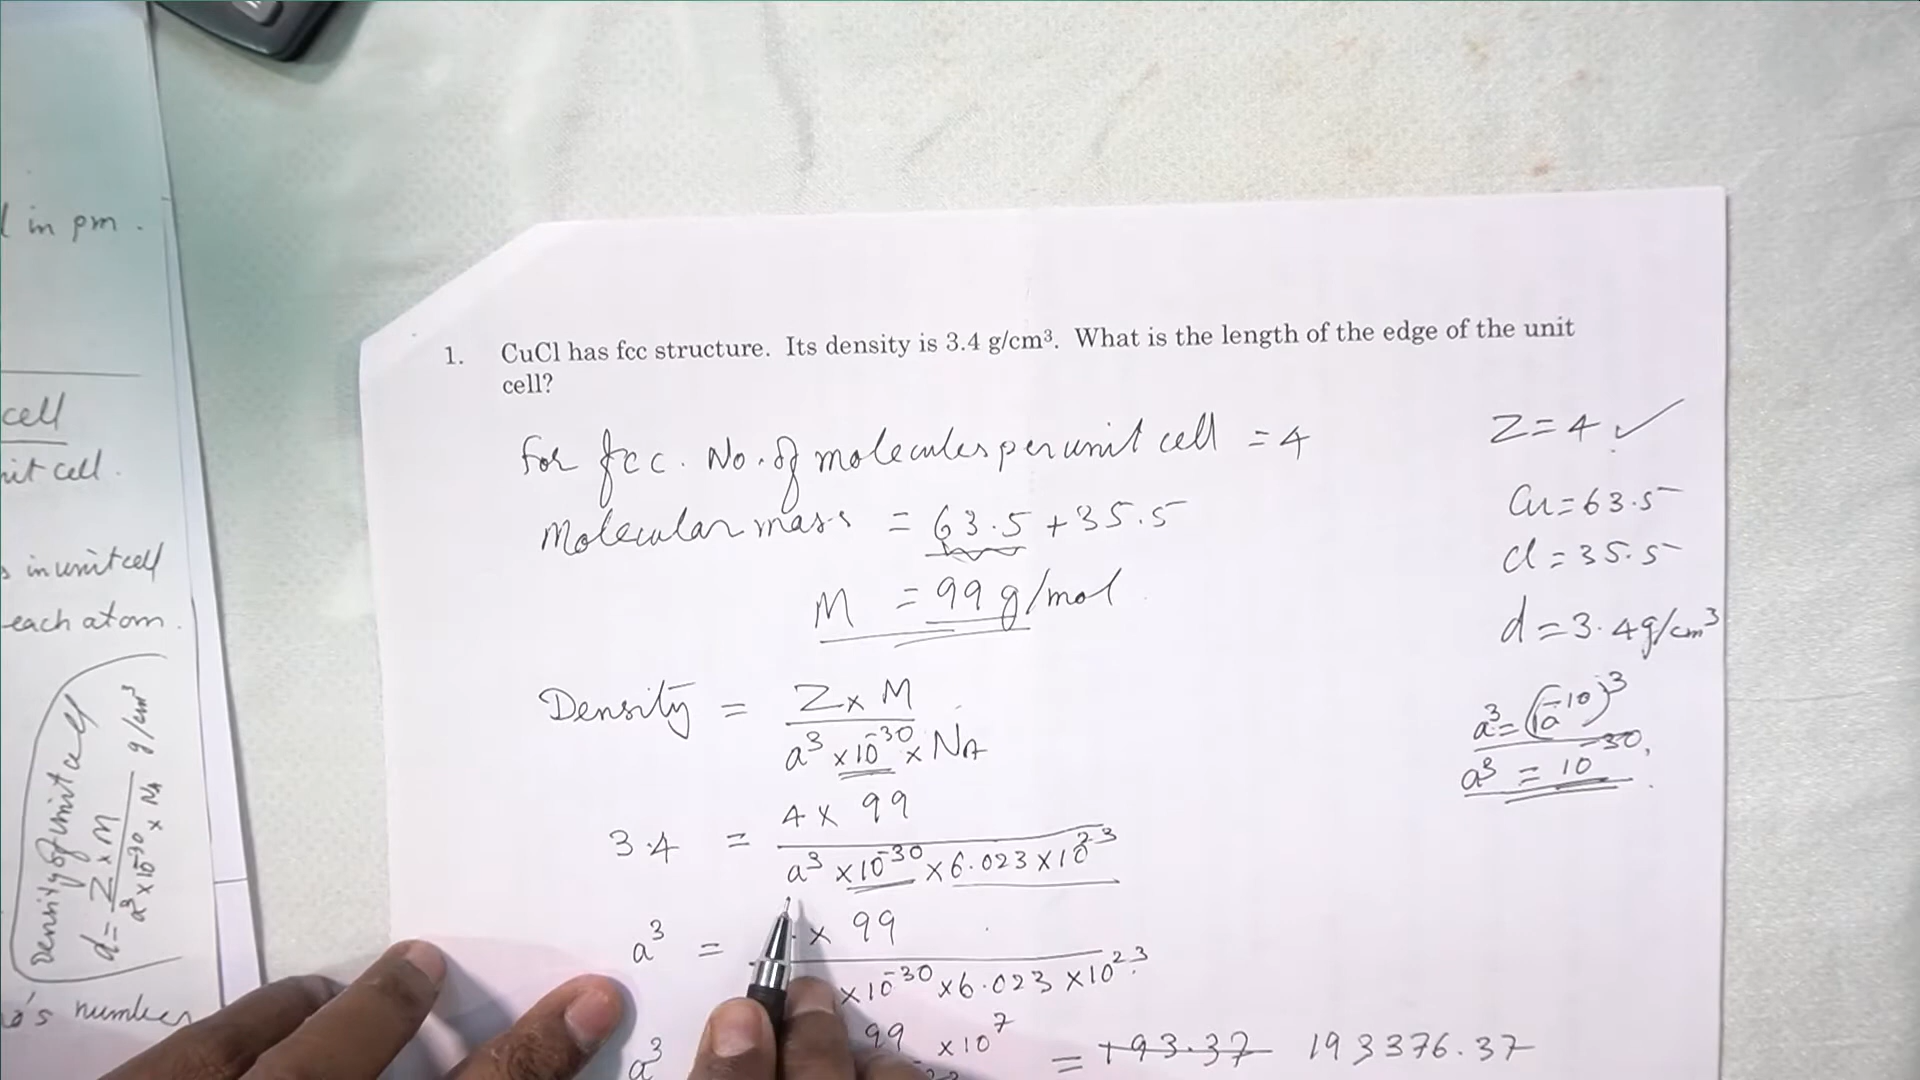 in pm.
cell
nit cell.
in unit cell
each atom.
Density of unit cell
d = Z × M / a³ × 10⁻³⁰ × NA g/cm³
o's number
1. CuCl has fcc structure. Its density is 3.4 g/cm³. What is the length of the edge of the unit
cell?
For fcc. No. of molecules per unit cell = 4
Molecular mass = 63.5 + 35.5
M = 99 g/mol
Density = Z × M / a³ × 10⁻³⁰ × NA
3.4 = 4 × 99 / a³ × 10⁻³⁰ × 6.023 × 10²³
a³ = × 99 / × 10⁻³⁰ × 6.023 × 10²³
a³ 99 × 10⁷ = 193.37 193376.37
Z = 4 ✓
Cu = 63.5
Cl = 35.5
d = 3.4 g/cm³
a³ = 10⁻³⁰